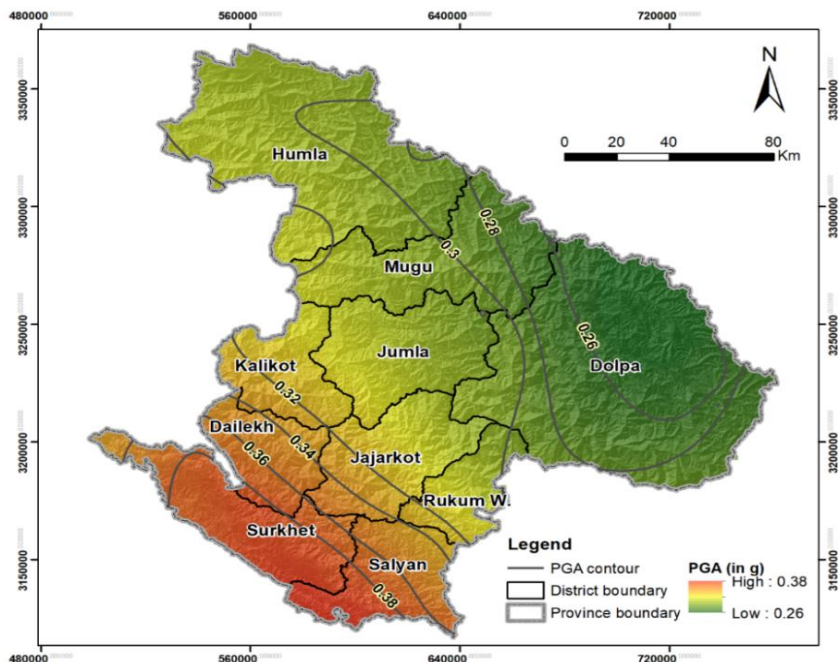 480000 560000 640000 720000
N
0 20 40 60 80
Km
3350000 3350000
Humla
3300000 3300000
0.28
0.3
Mugu
3250000 3250000
0.26
Jumla
Dolpa
Kalikot
0.32
3200000 3200000
Dailekh
0.34
0.36
Jajarkot
Rukum W.
Surkhet
Salyan
0.38
3150000 3150000
Legend
PGA contour
District boundary
Province boundary
PGA (in g)
High : 0.38
Low : 0.26
480000 560000 640000 720000